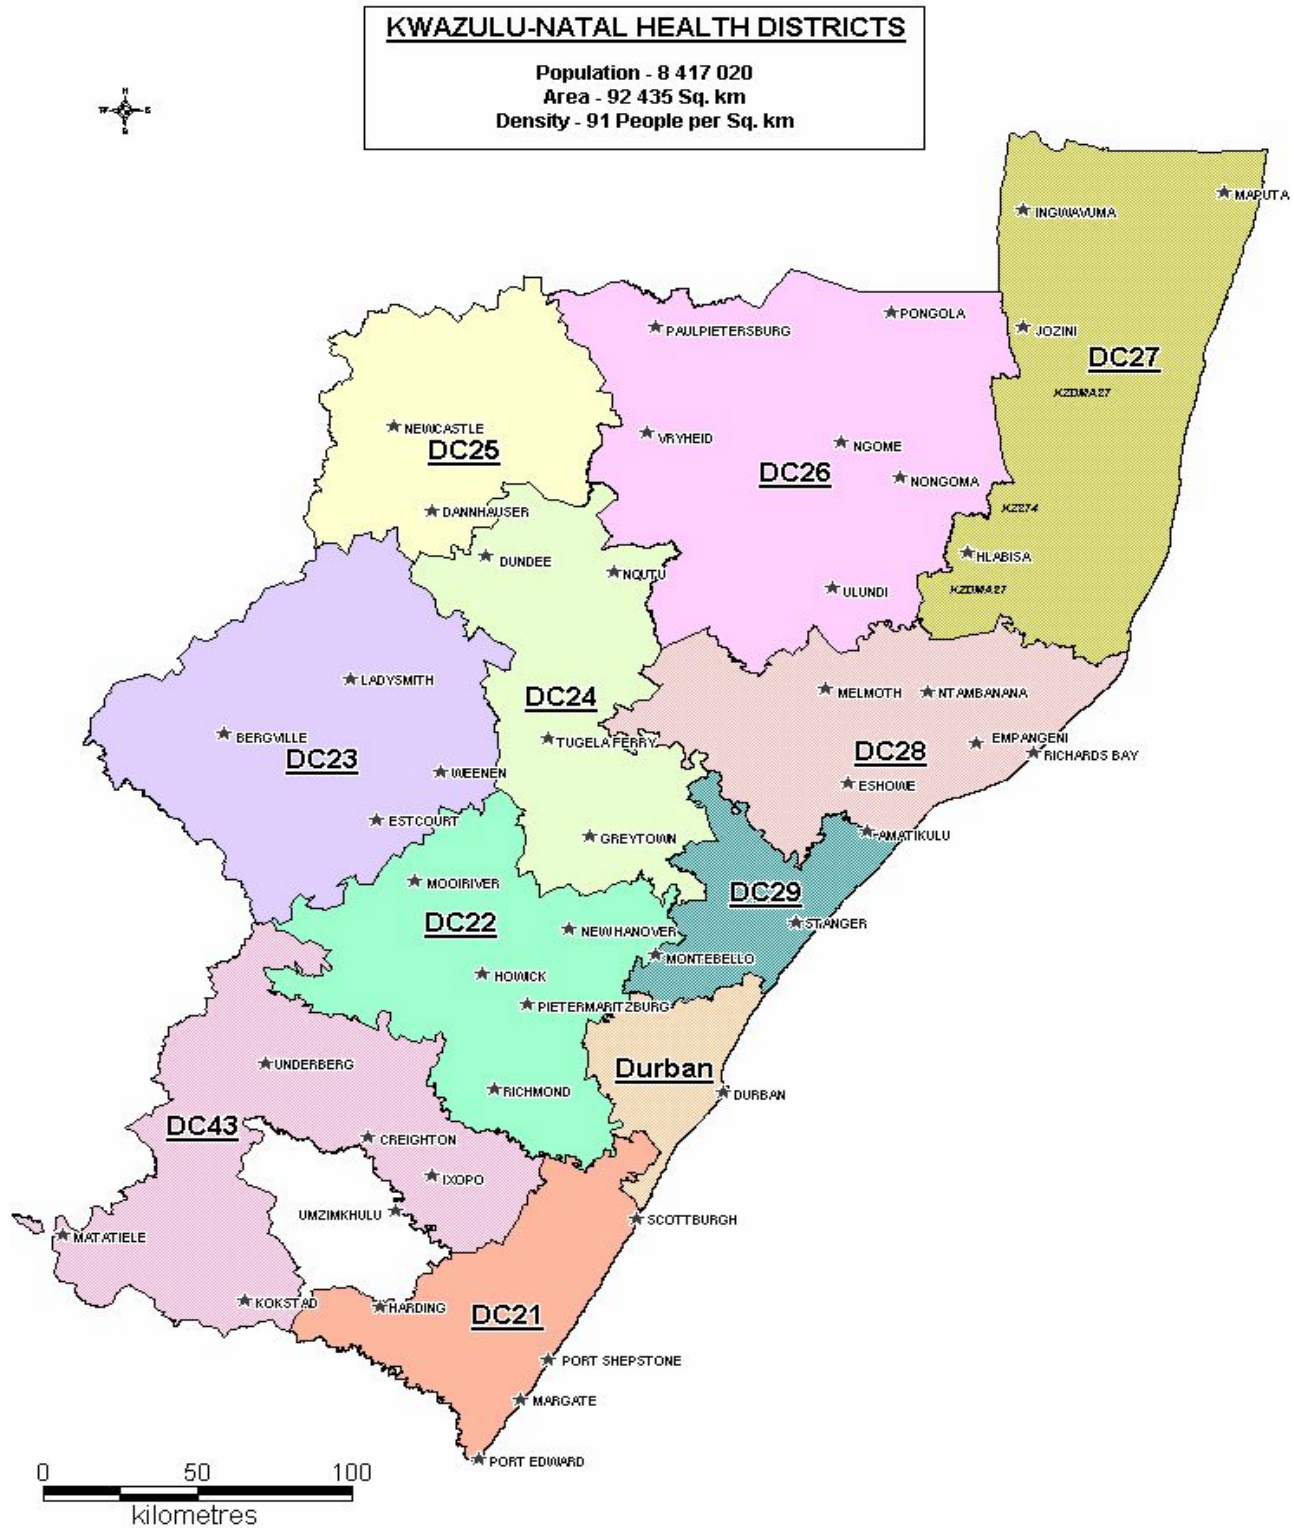 KWAZULU-NATAL HEALTH DISTRICTS
Population - 8 417 020
Area - 92 435 Sq. km
Density - 91 People per Sq. km
N
W E
S
MAPUTA
INGWAVUMA
PONGOLA
PAULPIETERSBURG
JOZINI
DC27
KZDMA27
NEWCASTLE
DC25
VRYHEID
NGOME
DC26
NONGOMA
DANNHAUSER
KZ274
DUNDEE
HLABISA
NQUTU
ULUNDI
KZDMA27
LADYSMITH
DC24
MELMOTH
NTAMBANANA
BERGVILLE
TUGELA FERRY
EMPANGENI
DC23
DC28
RICHARDS BAY
WEENEN
ESHOWE
ESTCOURT
GREYTOWN
AMATIKULU
MOOIRIVER
DC29
DC22
NEW HANOVER
STANGER
MONTEBELLO
HOWICK
PIETERMARITZBURG
UNDERBERG
Durban
RICHMOND
DURBAN
DC43
CREIGHTON
IXOPO
UMZIMKHULU
SCOTTBURGH
MATATIELE
KOKSTAD
HARDING
DC21
PORT SHEPSTONE
MARGATE
PORT EDWARD
0 50 100
kilometres